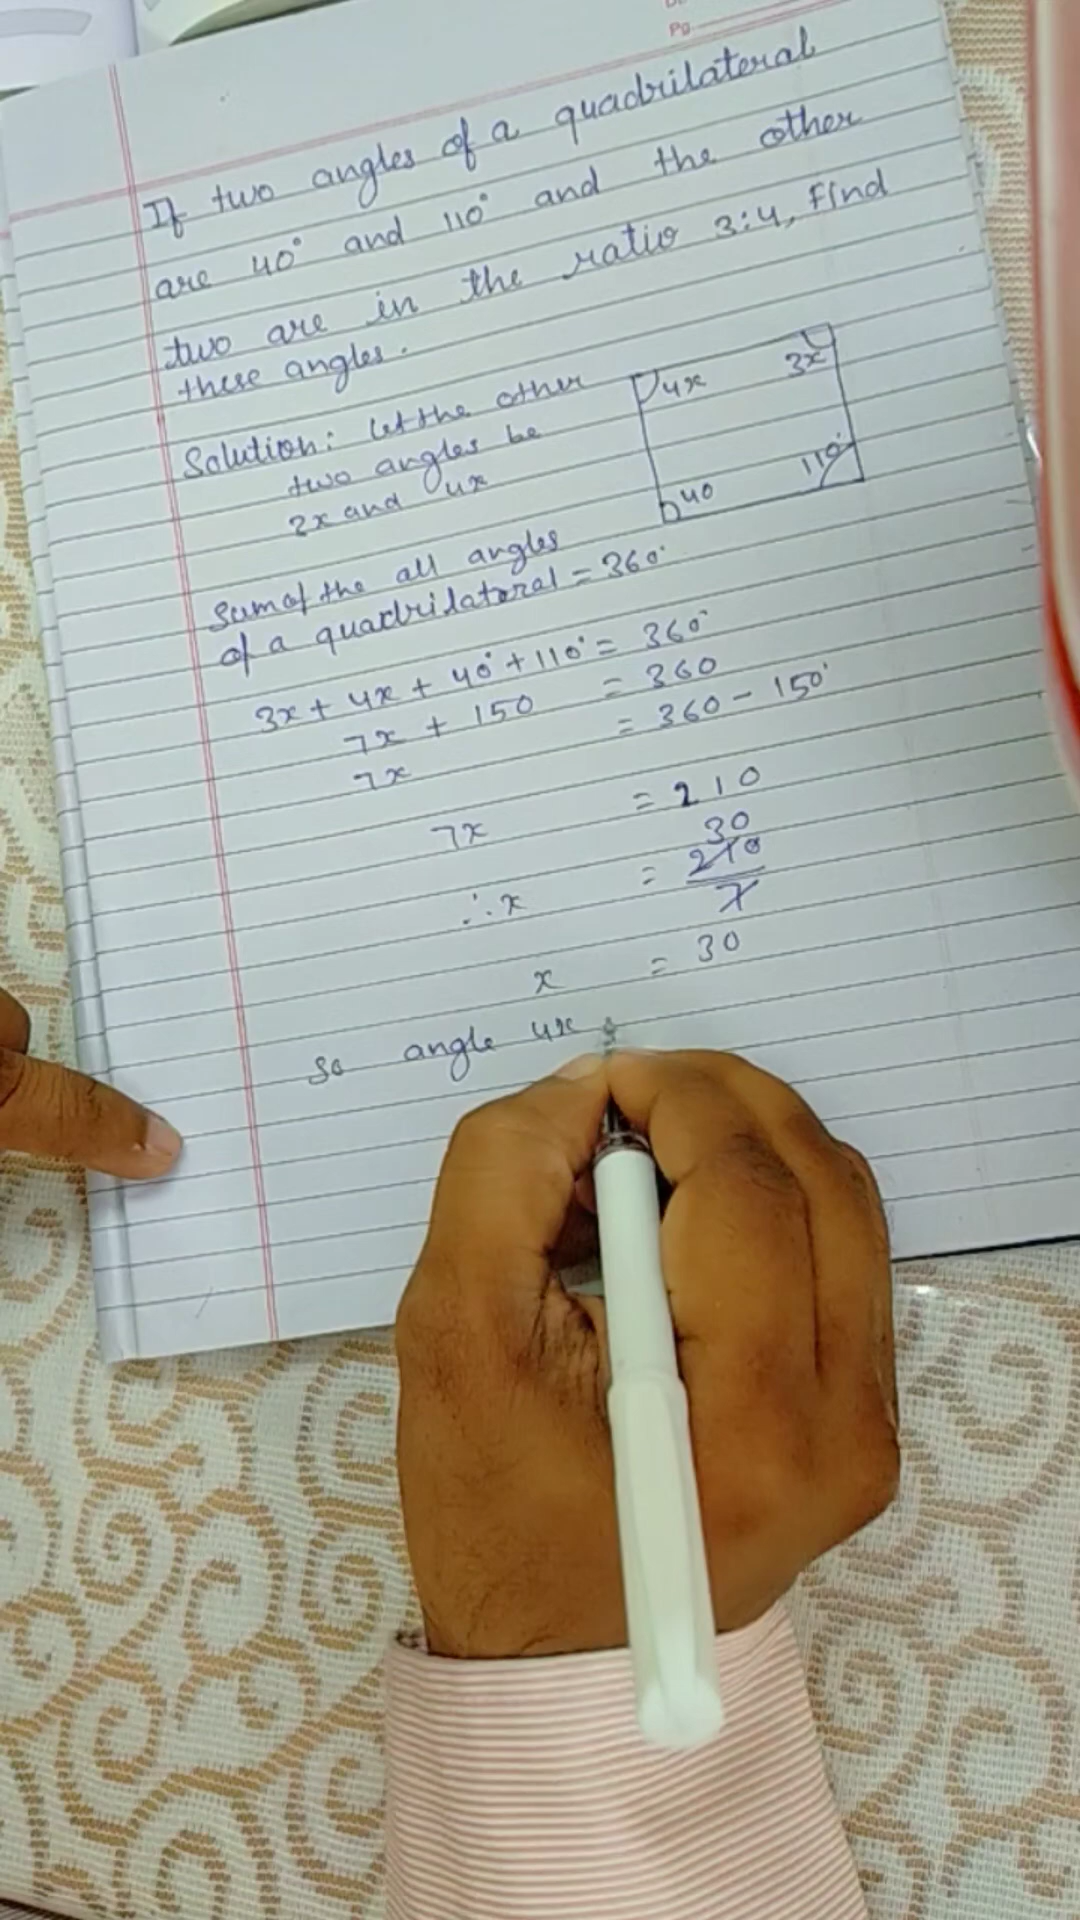 Pg
If two angles of a quadrilateral
are 40° and 110° and the other
two are in the ratio 3:4, Find
these angles.
Solution: let the other
two angles be
3x and 4x
4x 3x
40 110°
Sum of the all angles
of a quadrilateral = 360°
3x + 4x + 40° + 110° = 360°
7x + 150 = 360
7x = 360 - 150°
7x = 210
30
∴ x = 210/7
x = 30
So angle 4x